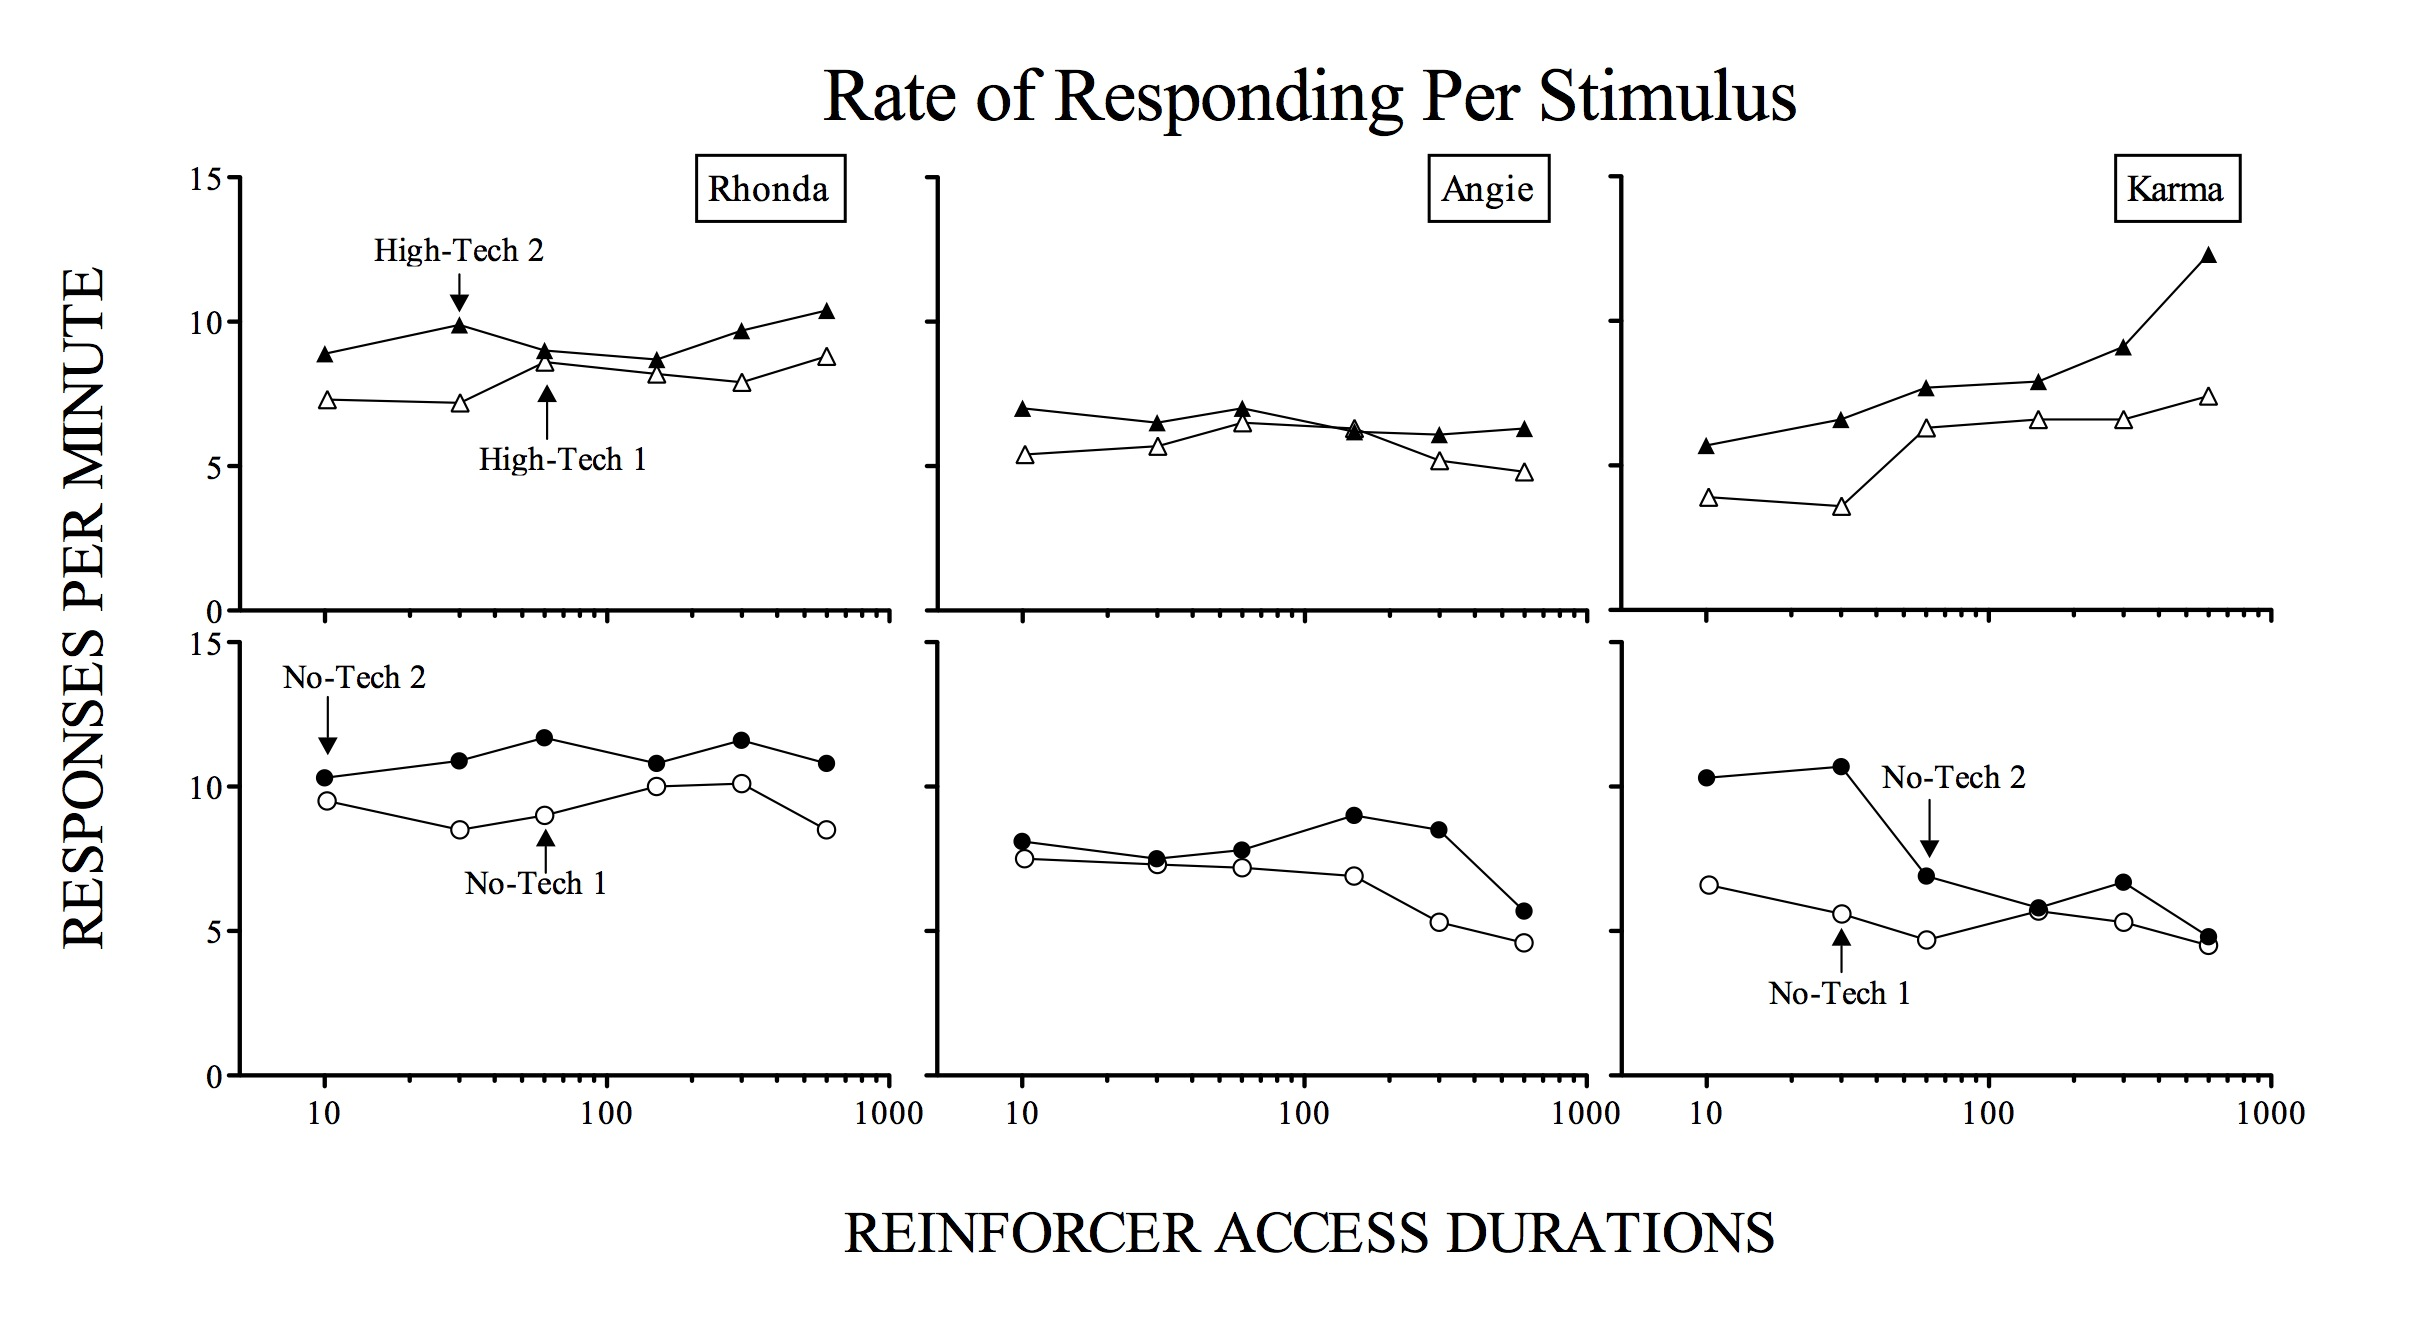 Rate of Responding Per Stimulus
Rhonda
Angie
Karma
RESPONSES PER MINUTE
15
10
5
0
High-Tech 2
High-Tech 1
15
10
5
0
No-Tech 2
No-Tech 1
No-Tech 2
No-Tech 1
10 100 1000
10 100 1000
10 100 1000
REINFORCER ACCESS DURATIONS